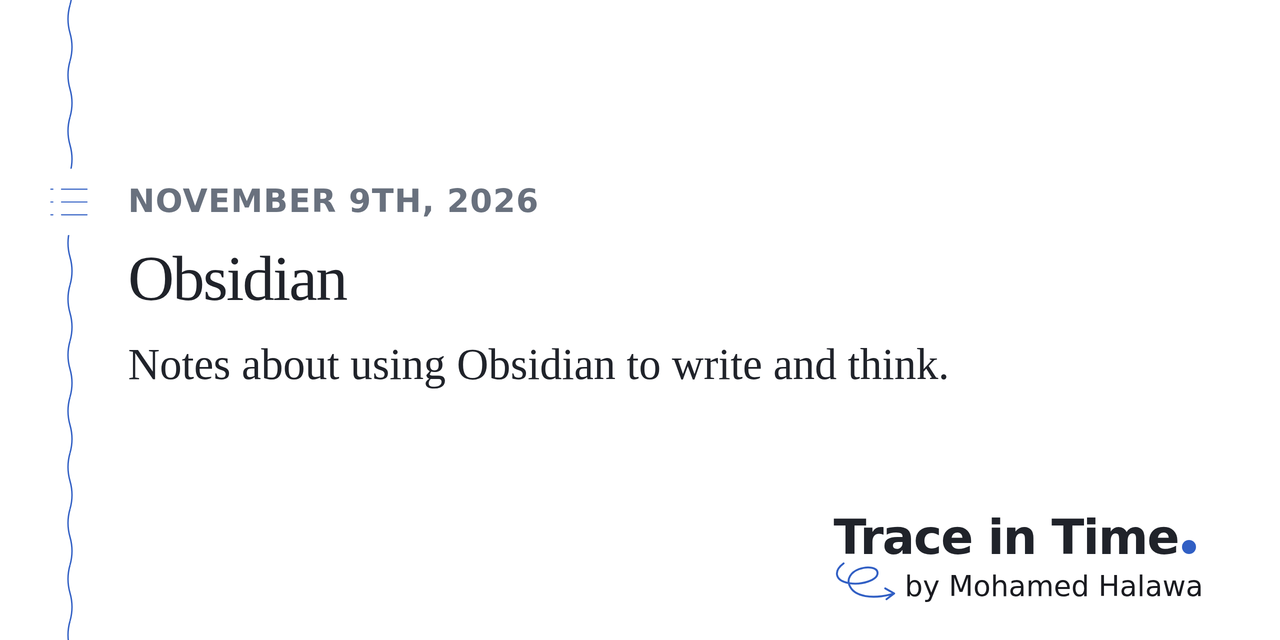 NOVEMBER 9TH, 2026
Obsidian
Notes about using Obsidian to write and think.
Trace in Time.
by Mohamed Halawa